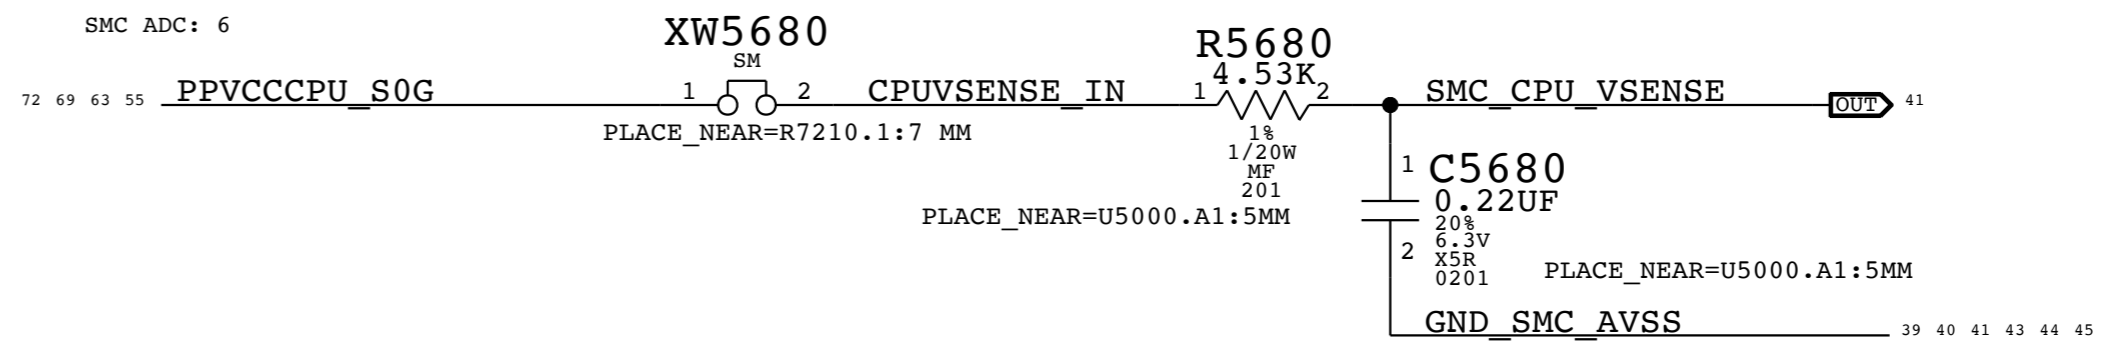 SMC ADC: 6
XW5680
SM
R5680
4.53K
72 69 63 55 PPVCCCPU_S0G 1 2 CPUVSENSE_IN 1 2 SMC_CPU_VSENSE OUT 41
PLACE_NEAR=R7210.1:7 MM
1%
1/20W
MF
201
PLACE_NEAR=U5000.A1:5MM
1 C5680
0.22UF
20%
6.3V
2 X5R
0201
PLACE_NEAR=U5000.A1:5MM
GND_SMC_AVSS 39 40 41 43 44 45